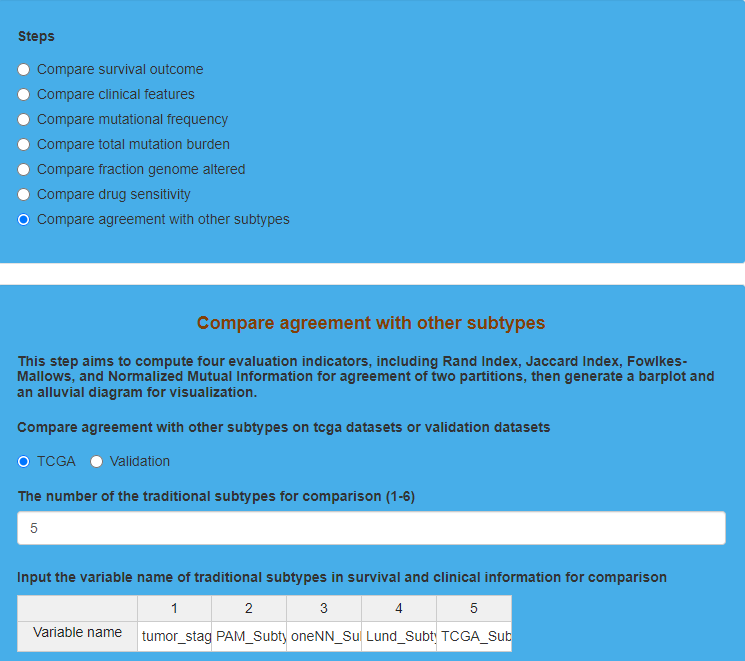 Steps
Compare survival outcome
Compare clinical features
Compare mutational frequency
Compare total mutation burden
Compare fraction genome altered
Compare drug sensitivity
Compare agreement with other subtypes
Compare agreement with other subtypes
This step aims to compute four evaluation indicators, including Rand Index, Jaccard Index, Fowlkes-
Mallows, and Normalized Mutual Information for agreement of two partitions, then generate a barplot and
an alluvial diagram for visualization.
Compare agreement with other subtypes on tcga datasets or validation datasets
TCGA Validation
The number of the traditional subtypes for comparison (1-6)
5
Input the variable name of traditional subtypes in survival and clinical information for comparison
1 2 3 4 5
Variable name tumor_stag PAM_Subty oneNN_Su Lund_Subty TCGA_Sub